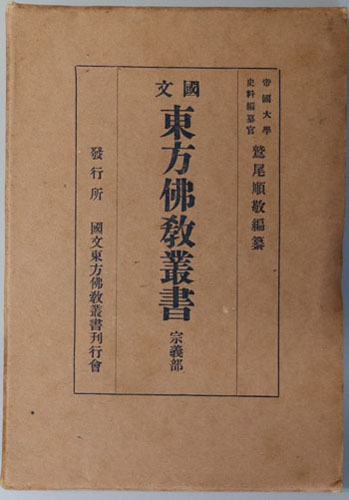 帝國大學
史料編纂官
鷲尾順敬編纂
國文
東方佛敎叢書
宗義部
發行所
國文東方佛敎叢書刊行會